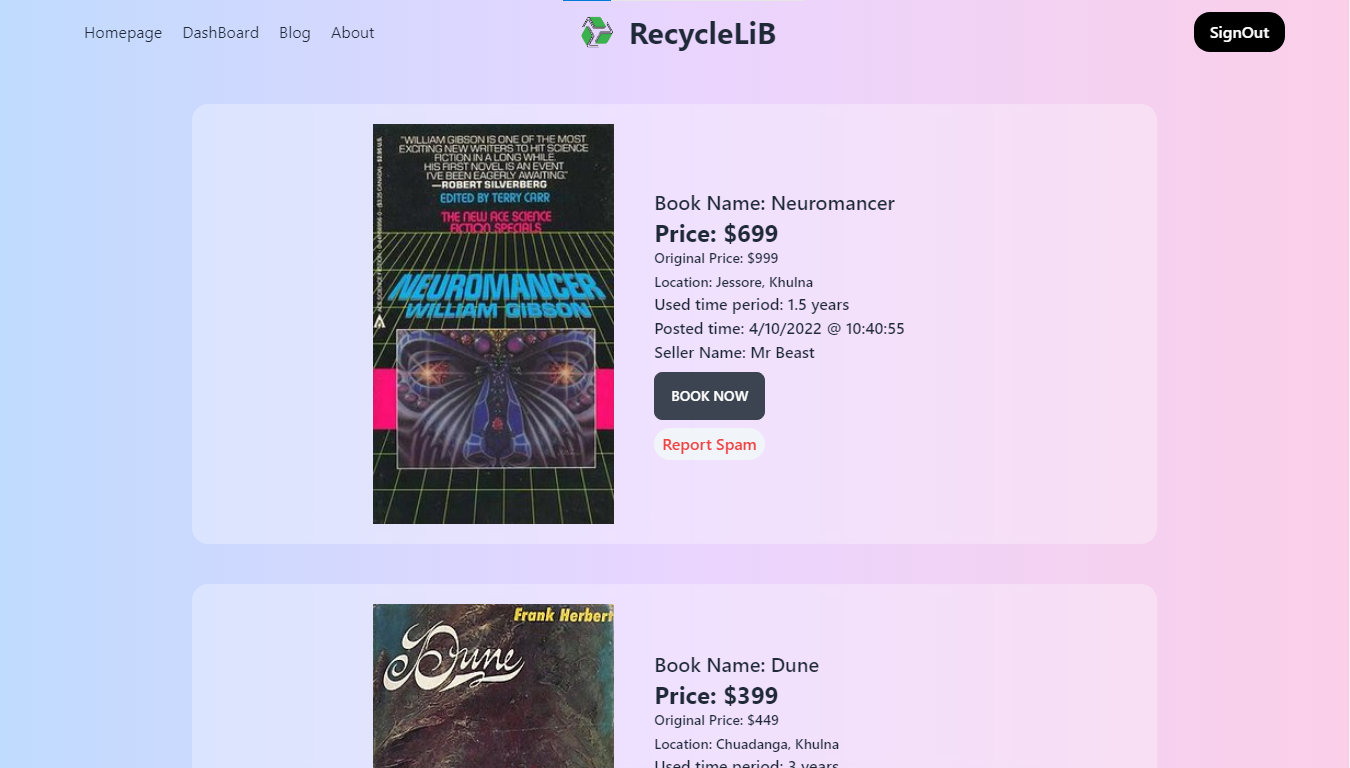 Homepage
DashBoard
Blog
About
RecycleLiB
SignOut
"WILLIAM GIBSON IS ONE OF THE MOST
EXCITING NEW WRITERS TO HIT SCIENCE
FICTION IN A LONG WHILE.
HIS FIRST NOVEL IS AN EVENT
I'VE BEEN EAGERLY AWAITING."
—ROBERT SILVERBERG
EDITED BY TERRY CARR
THE NEW ACE SCIENCE
FICTION SPECIALS
NEUROMANCER
WILLIAM GIBSON
Book Name: Neuromancer
Price: $699
Original Price: $999
Location: Jessore, Khulna
Used time period: 1.5 years
Posted time: 4/10/2022 @ 10:40:55
Seller Name: Mr Beast
BOOK NOW
Report Spam
Frank Herbert
Dune
Book Name: Dune
Price: $399
Original Price: $449
Location: Chuadanga, Khulna
Used time period: 3 years